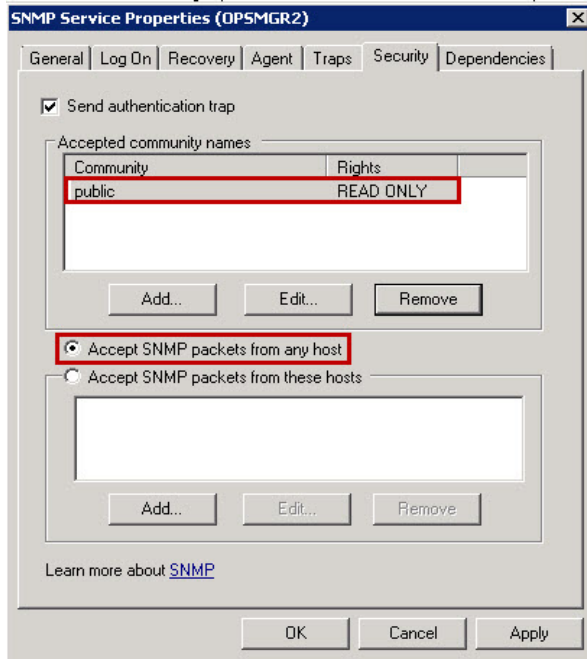 SNMP Service Properties (OPSMGR2)
General Log On Recovery Agent Traps Security Dependencies
Send authentication trap
Accepted community names
Community Rights
public READ ONLY
Add... Edit... Remove
Accept SNMP packets from any host
Accept SNMP packets from these hosts
Add... Edit... Remove
Learn more about SNMP
OK Cancel Apply